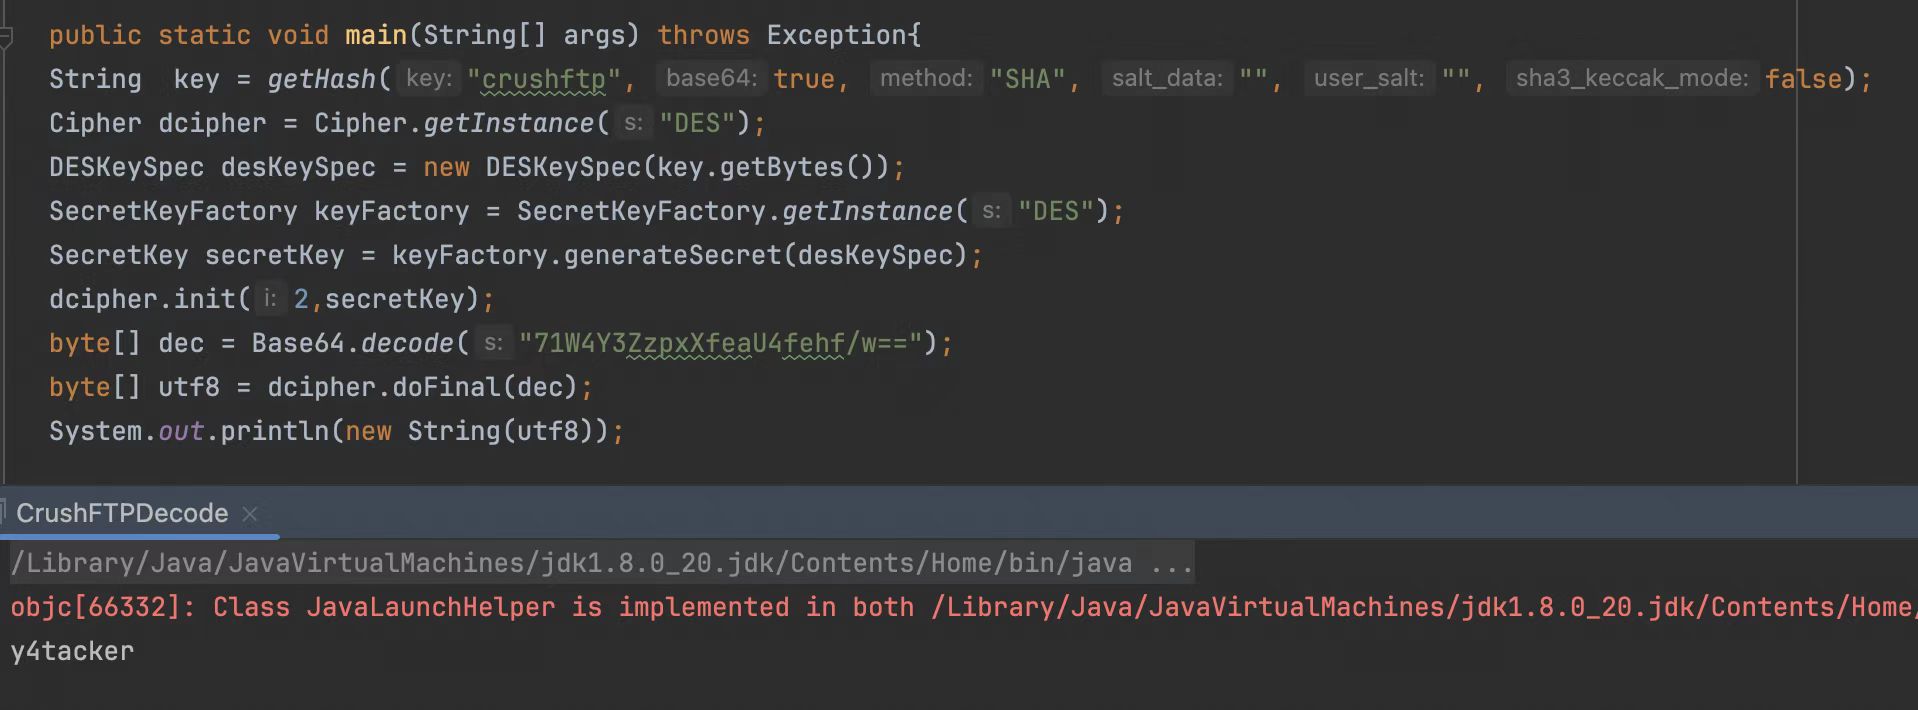 public static void main(String[] args) throws Exception{
String  key = getHash( key: "crushftp", base64: true, method: "SHA", salt_data: "", user_salt: "", sha3_keccak_mode: false);
Cipher dcipher = Cipher.getInstance( s: "DES");
DESKeySpec desKeySpec = new DESKeySpec(key.getBytes());
SecretKeyFactory keyFactory = SecretKeyFactory.getInstance( s: "DES");
SecretKey secretKey = keyFactory.generateSecret(desKeySpec);
dcipher.init( i: 2,secretKey);
byte[] dec = Base64.decode( s: "71W4Y3ZzpxXfeaU4fehf/w==");
byte[] utf8 = dcipher.doFinal(dec);
System.out.println(new String(utf8));
CrushFTPDecode ×
/Library/Java/JavaVirtualMachines/jdk1.8.0_20.jdk/Contents/Home/bin/java ...
objc[66332]: Class JavaLaunchHelper is implemented in both /Library/Java/JavaVirtualMachines/jdk1.8.0_20.jdk/Contents/Home/
y4tacker